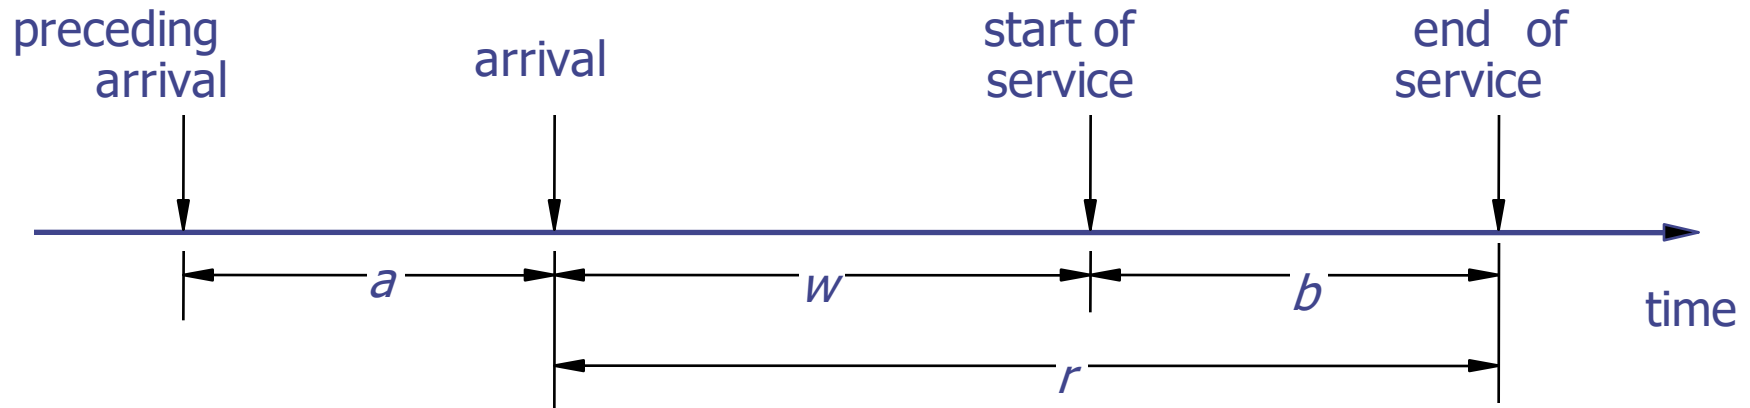 preceding
arrival
arrival
start of
service
end of
service
a
w
b
time
r